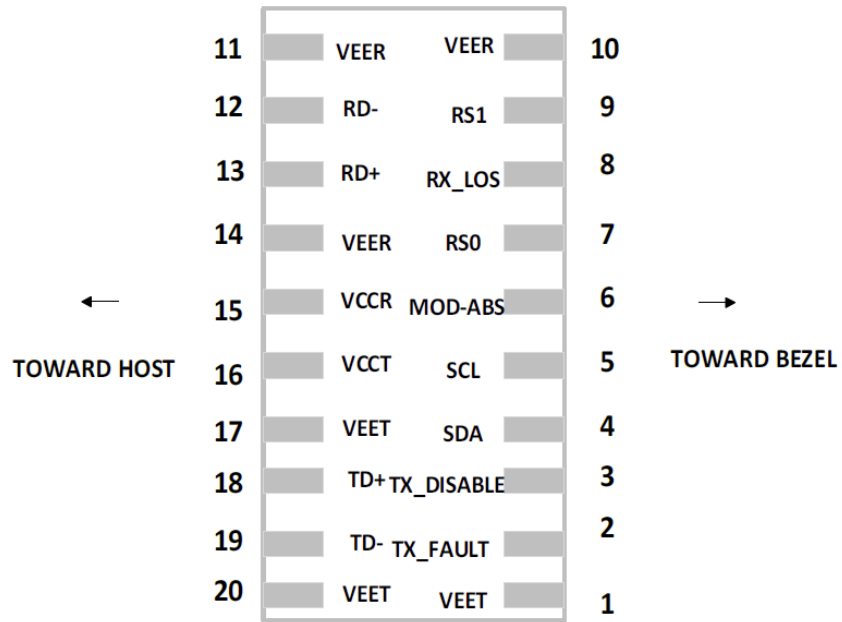 11 VEER VEER 10
12 RD- RS1 9
13 RD+ RX_LOS 8
14 VEER RS0 7
15 VCCR MOD-ABS 6
TOWARD HOST 16 VCCT SCL 5 TOWARD BEZEL
17 VEET SDA 4
18 TD+ TX_DISABLE 3
19 TD- TX_FAULT 2
20 VEET VEET 1